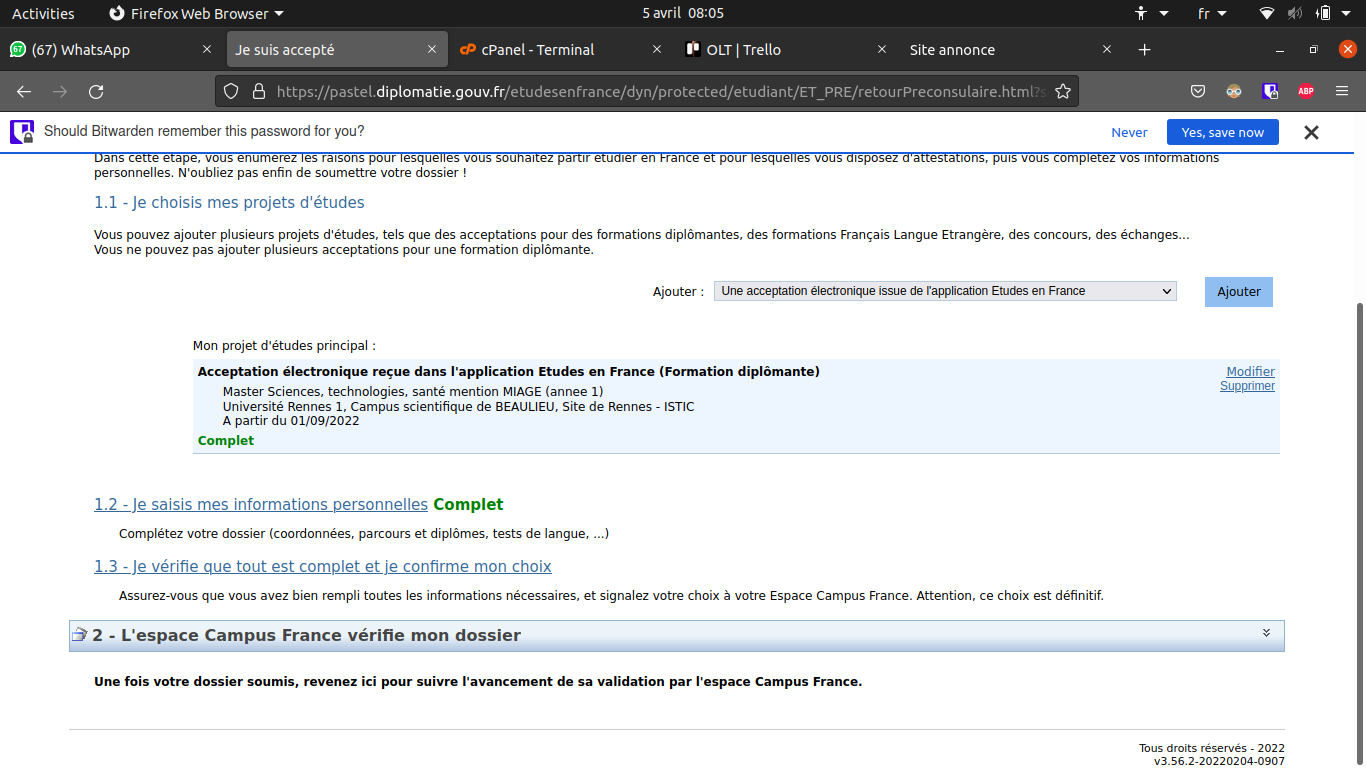 Activities
Firefox Web Browser
5 avril 08:05
fr
67
(67) WhatsApp
Je suis accepté
cPanel - Terminal
OLT | Trello
Site annonce
https://pastel.diplomatie.gouv.fr/etudesenfrance/dyn/protected/etudiant/ET_PRE/retourPreconsulaire.html?s
ABP
Should Bitwarden remember this password for you?
Never
Yes, save now
Dans cette étape, vous énumérez les raisons pour lesquelles vous souhaitez partir étudier en France et pour lesquelles vous disposez d'attestations, puis vous complétez vos informations
personnelles. N'oubliez pas enfin de soumettre votre dossier !
1.1 - Je choisis mes projets d'études
Vous pouvez ajouter plusieurs projets d'études, tels que des acceptations pour des formations diplômantes, des formations Français Langue Etrangère, des concours, des échanges...
Vous ne pouvez pas ajouter plusieurs acceptations pour une formation diplômante.
Ajouter :
Une acceptation électronique issue de l'application Etudes en France
Ajouter
Mon projet d'études principal :
Acceptation électronique reçue dans l'application Etudes en France (Formation diplômante)
Modifier
Supprimer
Master Sciences, technologies, santé mention MIAGE (annee 1)
Université Rennes 1, Campus scientifique de BEAULIEU, Site de Rennes - ISTIC
A partir du 01/09/2022
Complet
1.2 - Je saisis mes informations personnelles Complet
Complétez votre dossier (coordonnées, parcours et diplômes, tests de langue, ...)
1.3 - Je vérifie que tout est complet et je confirme mon choix
Assurez-vous que vous avez bien rempli toutes les informations nécessaires, et signalez votre choix à votre Espace Campus France. Attention, ce choix est définitif.
2 - L'espace Campus France vérifie mon dossier
Une fois votre dossier soumis, revenez ici pour suivre l'avancement de sa validation par l'espace Campus France.
Tous droits réservés - 2022
v3.56.2-20220204-0907